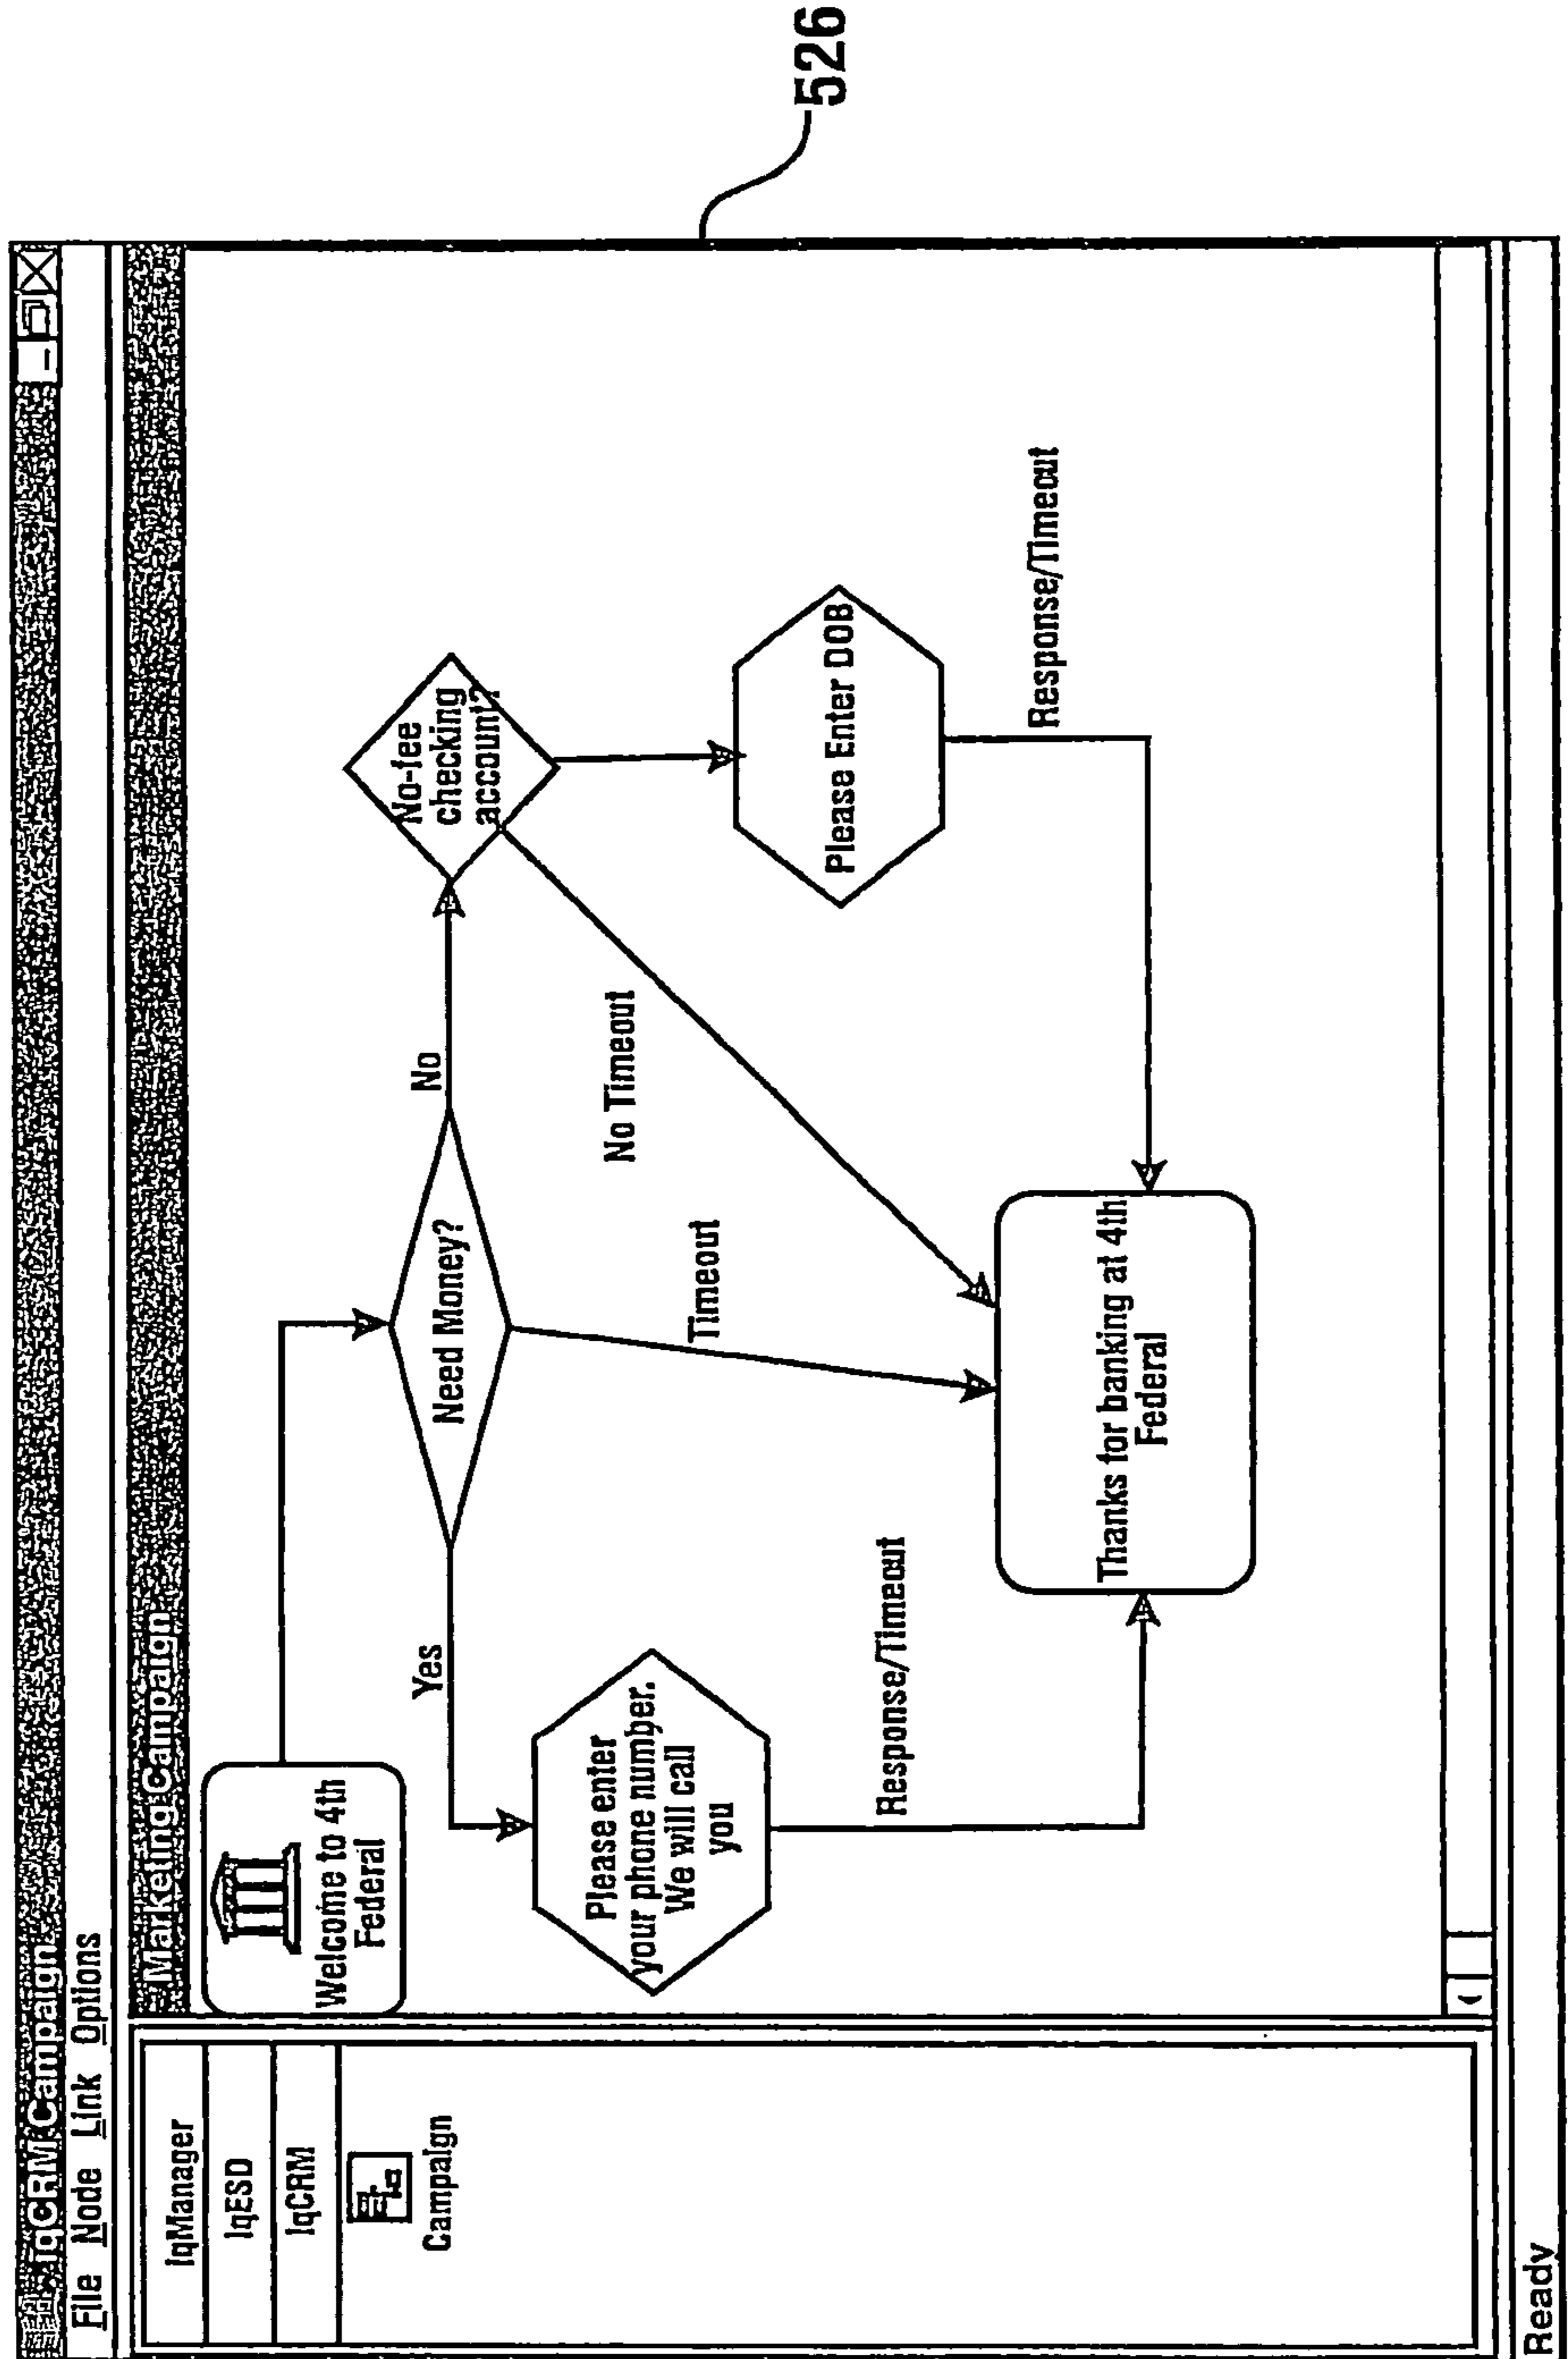 iqCRM Campaign
File Node Link Options
IqManager
IqESD
IqCRM
Campaign
Marketing Campaign
Welcome to 4th
Federal
Need Money?
Yes
No
Timeout
No Timeout
No-fee
checking
account?
Please enter
your phone number.
We will call
you
Please Enter DOB
Response/Timeout
Response/Timeout
Thanks for banking at 4th
Federal
Ready
526